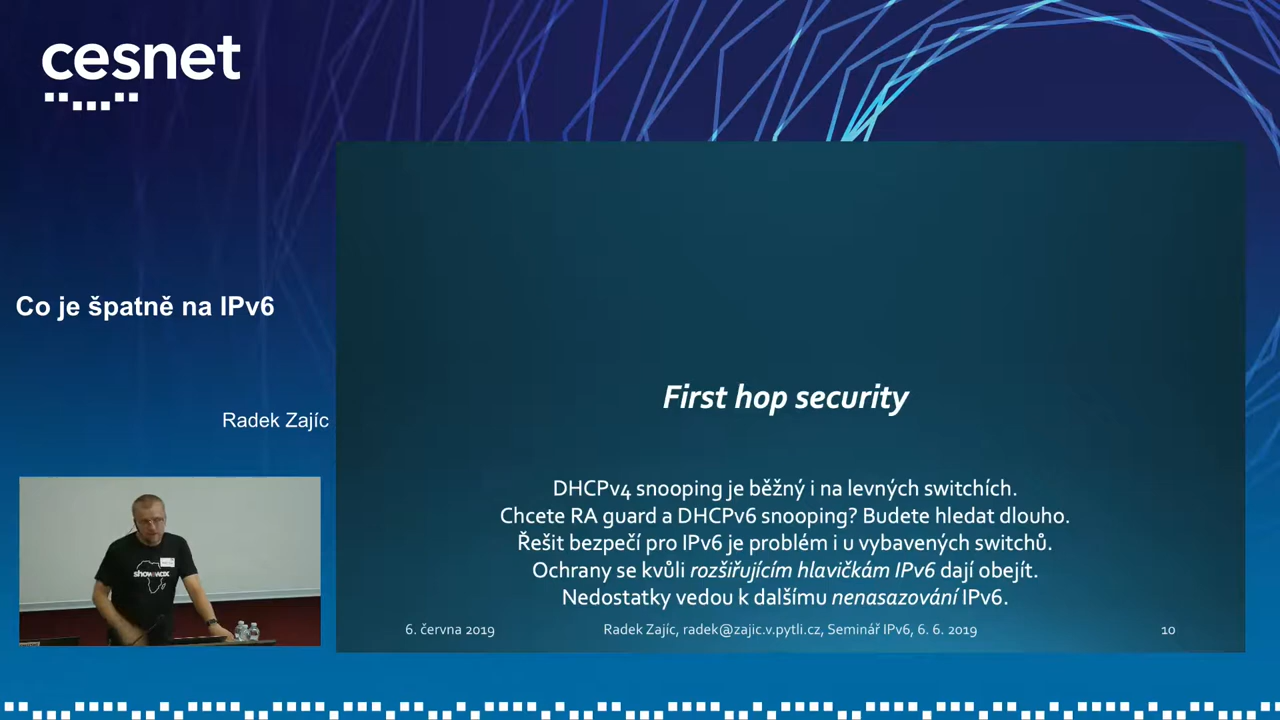 cesnet
Co je špatně na IPv6
Radek Zajíc
showmax
First hop security
DHCPv4 snooping je běžný i na levných switchích.
Chcete RA guard a DHCPv6 snooping? Budete hledat dlouho.
Řešit bezpečí pro IPv6 je problém i u vybavených switchů.
Ochrany se kvůli rozšiřujícím hlavičkám IPv6 dají obejít.
Nedostatky vedou k dalšímu nenasazování IPv6.
6. června 2019
Radek Zajíc, radek@zajic.v.pytli.cz, Seminář IPv6, 6. 6. 2019
10